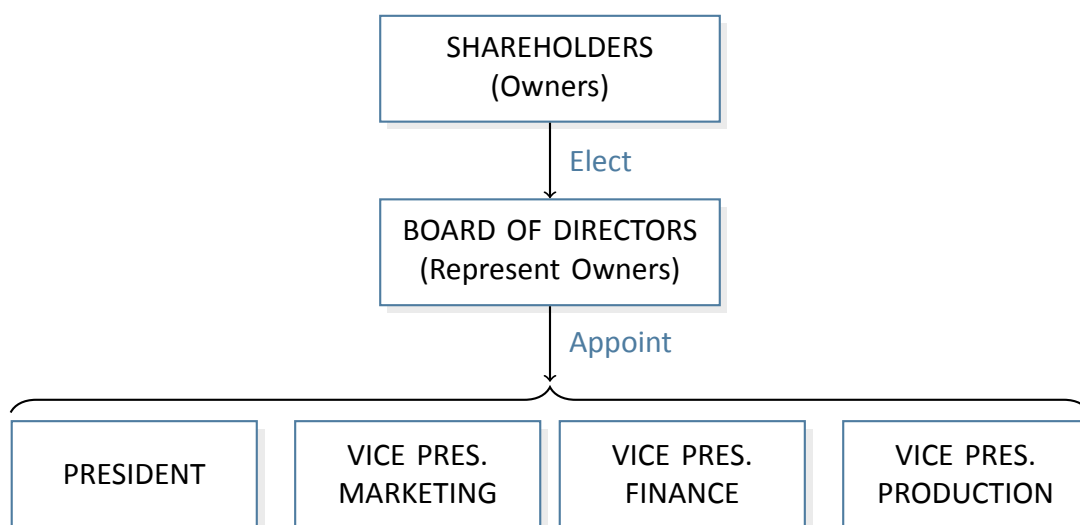 SHAREHOLDERS
(Owners)
Elect
BOARD OF DIRECTORS
(Represent Owners)
Appoint
PRESIDENT
VICE PRES.
MARKETING
VICE PRES.
FINANCE
VICE PRES.
PRODUCTION